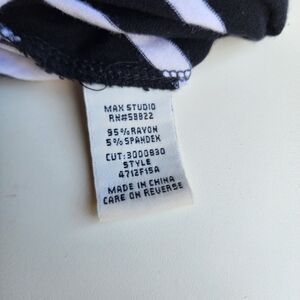 MAX STUDIO
RN#58822
95%RAYON
5%SPANDEX
CUT:3000830
STYLE
4712F15A
MADE IN CHINA
CARE ON REVERSE